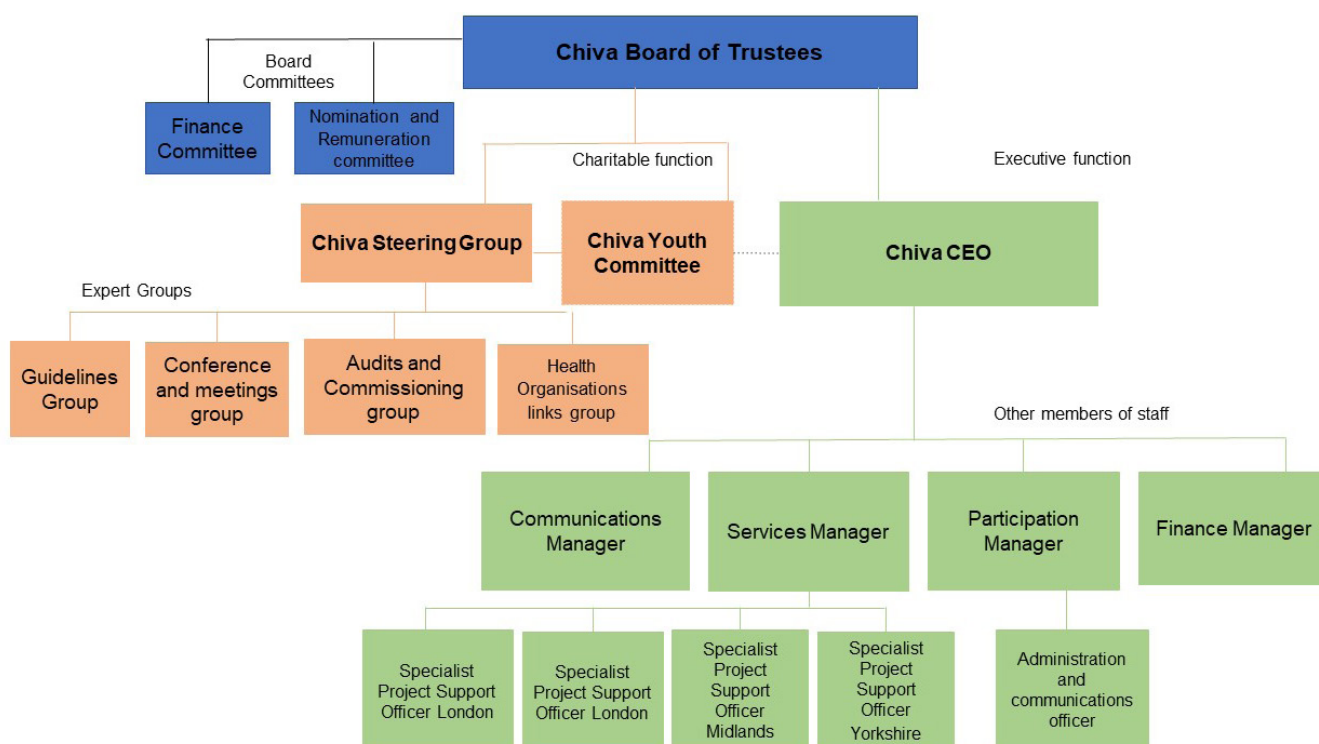 Chiva Board of Trustees
Board
Committees
Finance
Committee
Nomination and
Remuneration
committee
Charitable function
Executive function
Chiva Steering Group
Chiva Youth
Committee
Chiva CEO
Expert Groups
Guidelines
Group
Conference
and meetings
group
Audits and
Commissioning
group
Health
Organisations
links group
Other members of staff
Communications
Manager
Services Manager
Participation
Manager
Finance Manager
Specialist
Project Support
Officer London
Specialist
Project Support
Officer London
Specialist
Project
Support
Officer
Midlands
Specialist
Project
Support
Officer
Yorkshire
Administration
and
communications
officer